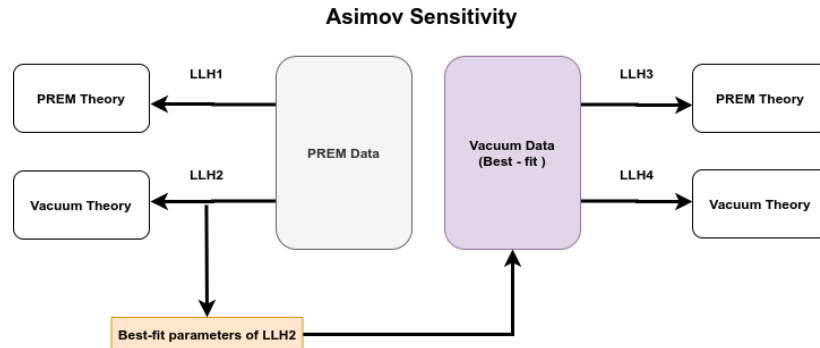 Asimov Sensitivity
LLH1
LLH3
PREM Theory
PREM Theory
PREM Data
Vacuum Data
(Best - fit )
LLH2
LLH4
Vacuum Theory
Vacuum Theory
Best-fit parameters of LLH2